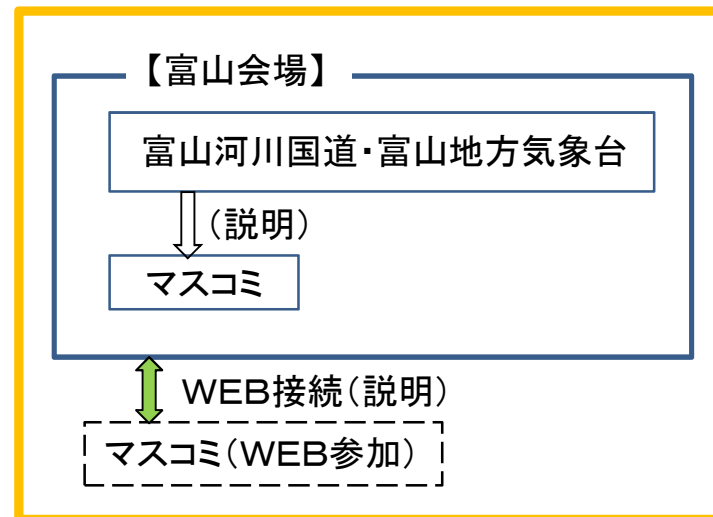 【富山会場】
富山河川国道・富山地方気象台
(説明)
マスコミ
WEB接続(説明)
マスコミ(WEB参加)